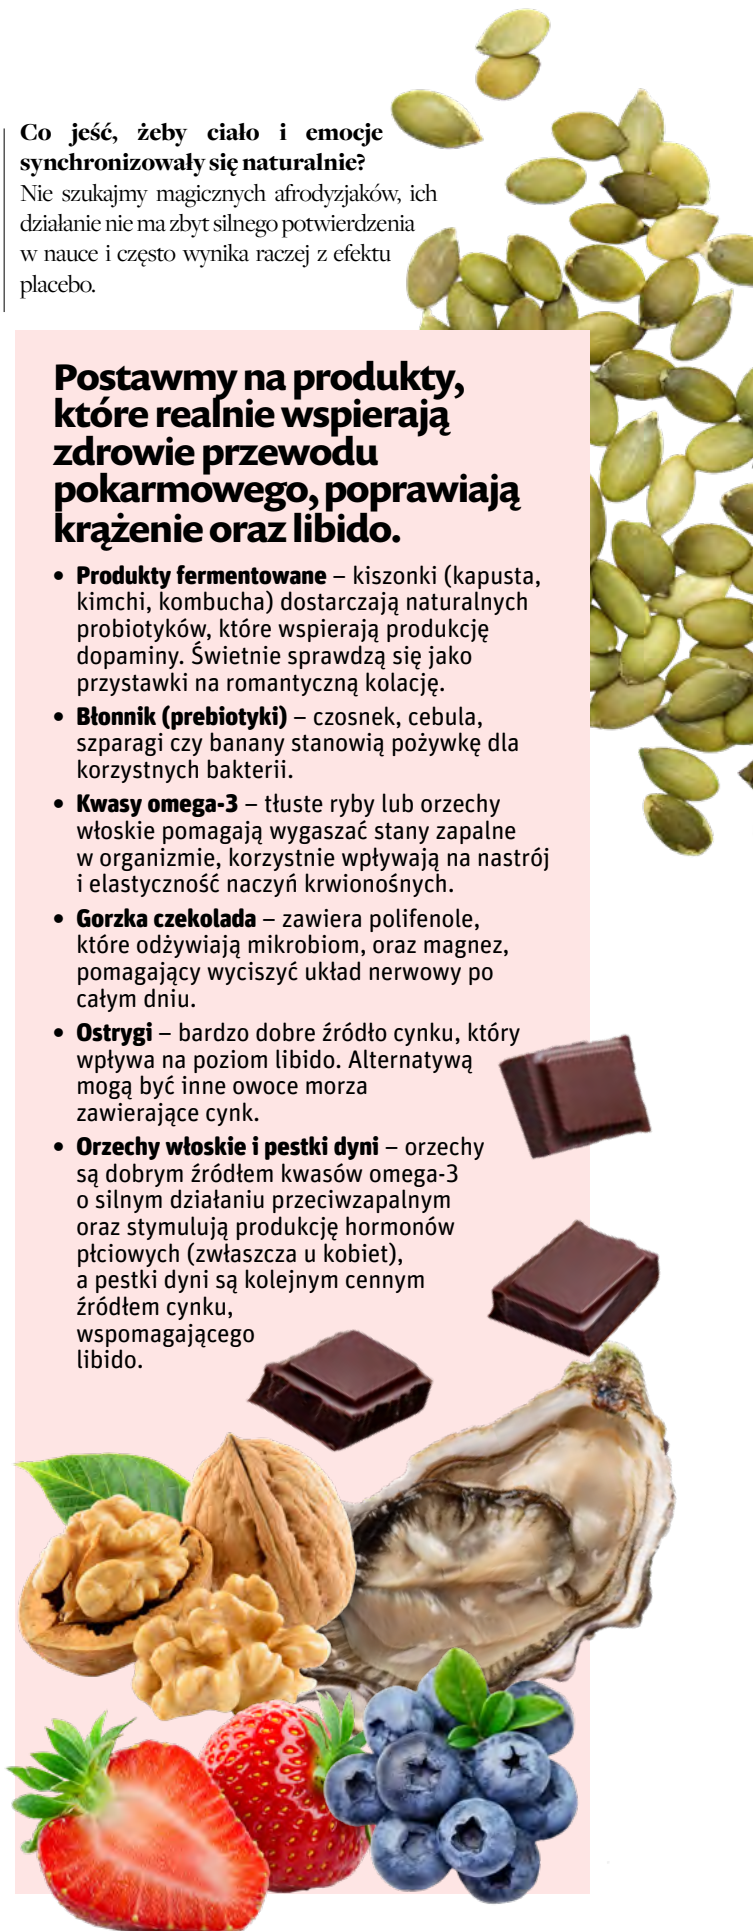 Co jeść, żeby ciało i emocje
synchronizowały się naturalnie?
Nie szukajmy magicznych afrodyzjaków, ich
działanie nie ma zbyt silnego potwierdzenia
w nauce i często wynika raczej z efektu
placebo.
Postawmy na produkty,
które realnie wspierają
zdrowie przewodu
pokarmowego, poprawiają
krążenie oraz libido.
• Produkty fermentowane – kiszonki (kapusta,
kimchi, kombucha) dostarczają naturalnych
probiotyków, które wspierają produkcję
dopaminy. Świetnie sprawdzą się jako
przystawki na romantyczną kolację.
• Błonnik (prebiotyki) – czosnek, cebula,
szparagi czy banany stanowią pożywkę dla
korzystnych bakterii.
• Kwasy omega-3 – tłuste ryby lub orzechy
włoskie pomagają wygaszać stany zapalne
w organizmie, korzystnie wpływają na nastrój
i elastyczność naczyń krwionośnych.
• Gorzka czekolada – zawiera polifenole,
które odżywiają mikrobiom, oraz magnez,
pomagający wyciszyć układ nerwowy po
całym dniu.
• Ostrygi – bardzo dobre źródło cynku, który
wpływa na poziom libido. Alternatywą
mogą być inne owoce morza
zawierające cynk.
• Orzechy włoskie i pestki dyni – orzechy
są dobrym źródłem kwasów omega-3
o silnym działaniu przeciwzapalnym
oraz stymulują produkcję hormonów
płciowych (zwłaszcza u kobiet),
a pestki dyni są kolejnym cennym
źródłem cynku,
wspomagającego
libido.